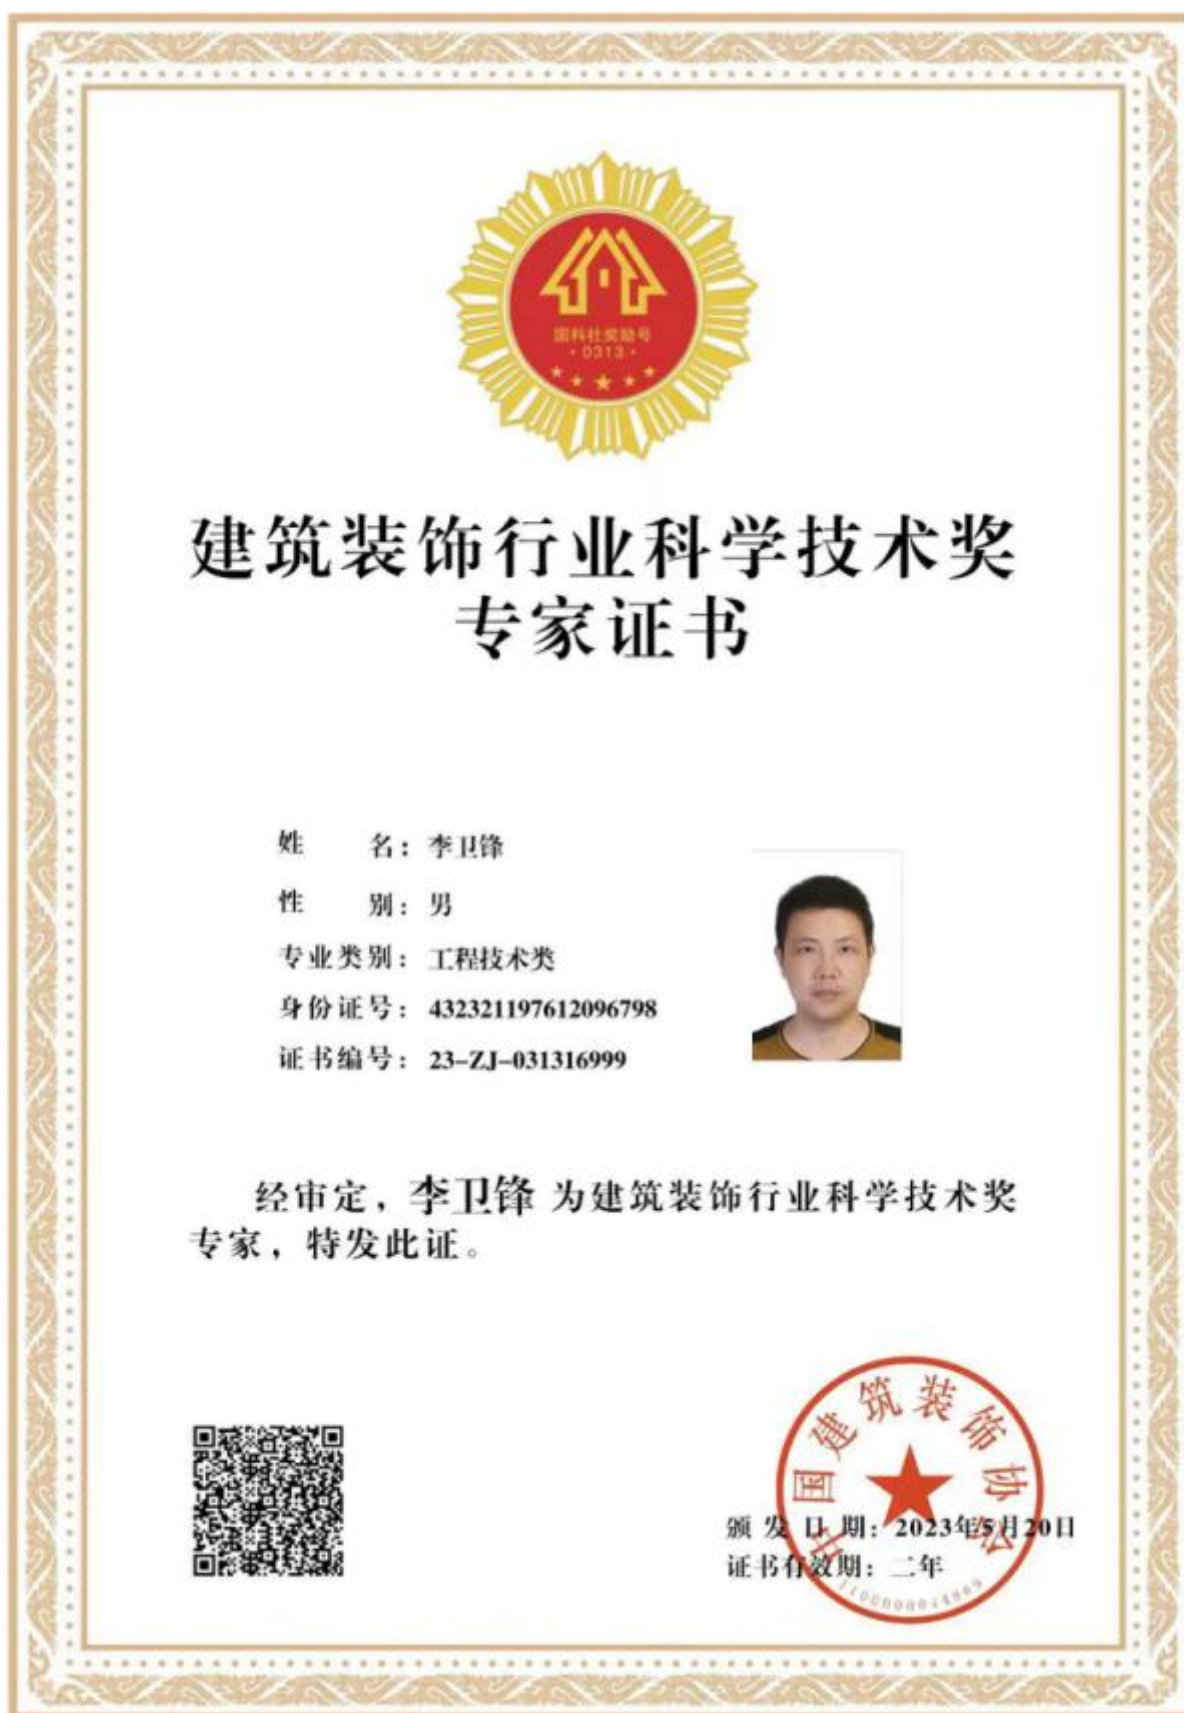 国科社奖励号
·0313·
建筑装饰行业科学技术奖
专家证书
姓 名：李卫锋
性 别：男
专业类别：工程技术类
身份证号：432321197612096798
证书编号：23-ZJ-031316999
经审定，李卫锋 为建筑装饰行业科学技术奖
专家，特发此证。
中国建筑装饰协会
颁发日期：2023年5月20日
证书有效期：二年